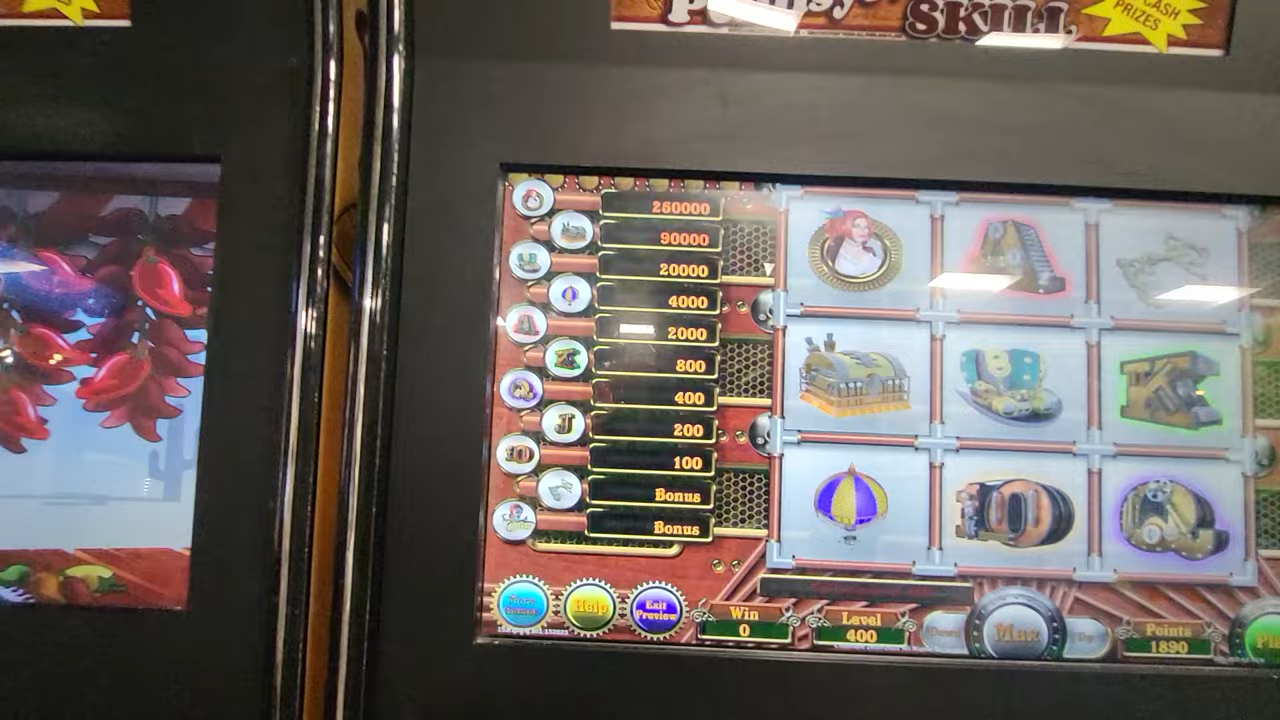 SKILL
CASH
PRIZES
250000
90000
20000
4000
2000
800
400
J
200
10
100
Bonus
Bonus
Help
Exit
Preview
Win
0
Level
400
Max
Up
Points
1890